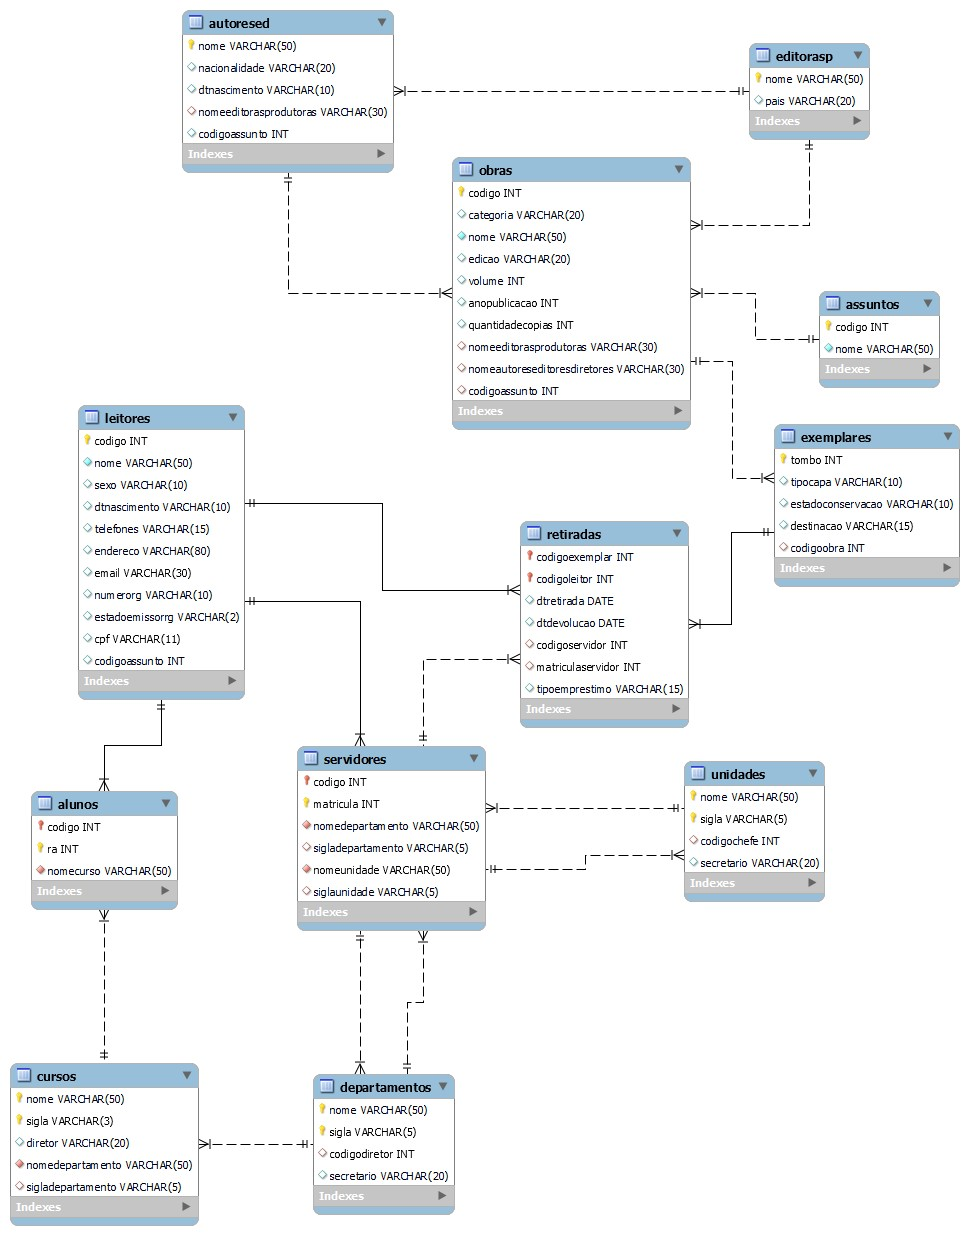 autoresed
nome VARCHAR(50)
nacionalidade VARCHAR(20)
dtnascimento VARCHAR(10)
nomeeditorasprodutoras VARCHAR(30)
codigoassunto INT
Indexes
editorasp
nome VARCHAR(50)
pais VARCHAR(20)
Indexes
obras
codigo INT
categoria VARCHAR(20)
nome VARCHAR(50)
edicao VARCHAR(20)
volume INT
anopublicacao INT
quantidadecopias INT
nomeeditorasprodutoras VARCHAR(30)
nomeautoreseditoresdiretores VARCHAR(30)
codigoassunto INT
Indexes
assuntos
codigo INT
nome VARCHAR(50)
Indexes
leitores
codigo INT
nome VARCHAR(50)
sexo VARCHAR(10)
dtnascimento VARCHAR(10)
telefones VARCHAR(15)
endereco VARCHAR(80)
email VARCHAR(30)
numerorg VARCHAR(10)
estadoemissorrg VARCHAR(2)
cpf VARCHAR(11)
codigoassunto INT
Indexes
exemplares
tombo INT
tipocapa VARCHAR(10)
estadoconservacao VARCHAR(10)
destinacao VARCHAR(15)
codigoobra INT
Indexes
retiradas
codigoexemplar INT
codigoleitor INT
dtretirada DATE
dtdevolucao DATE
codigoservidor INT
matriculaservidor INT
tipoemprestimo VARCHAR(15)
Indexes
servidores
codigo INT
matricula INT
nomedepartamento VARCHAR(50)
sigladepartamento VARCHAR(5)
nomeunidade VARCHAR(50)
siglaunidade VARCHAR(5)
Indexes
unidades
nome VARCHAR(50)
sigla VARCHAR(5)
codigochefe INT
secretario VARCHAR(20)
Indexes
alunos
codigo INT
ra INT
nomecurso VARCHAR(50)
Indexes
cursos
nome VARCHAR(50)
sigla VARCHAR(3)
diretor VARCHAR(20)
nomedepartamento VARCHAR(50)
sigladepartamento VARCHAR(5)
Indexes
departamentos
nome VARCHAR(50)
sigla VARCHAR(5)
codigodiretor INT
secretario VARCHAR(20)
Indexes